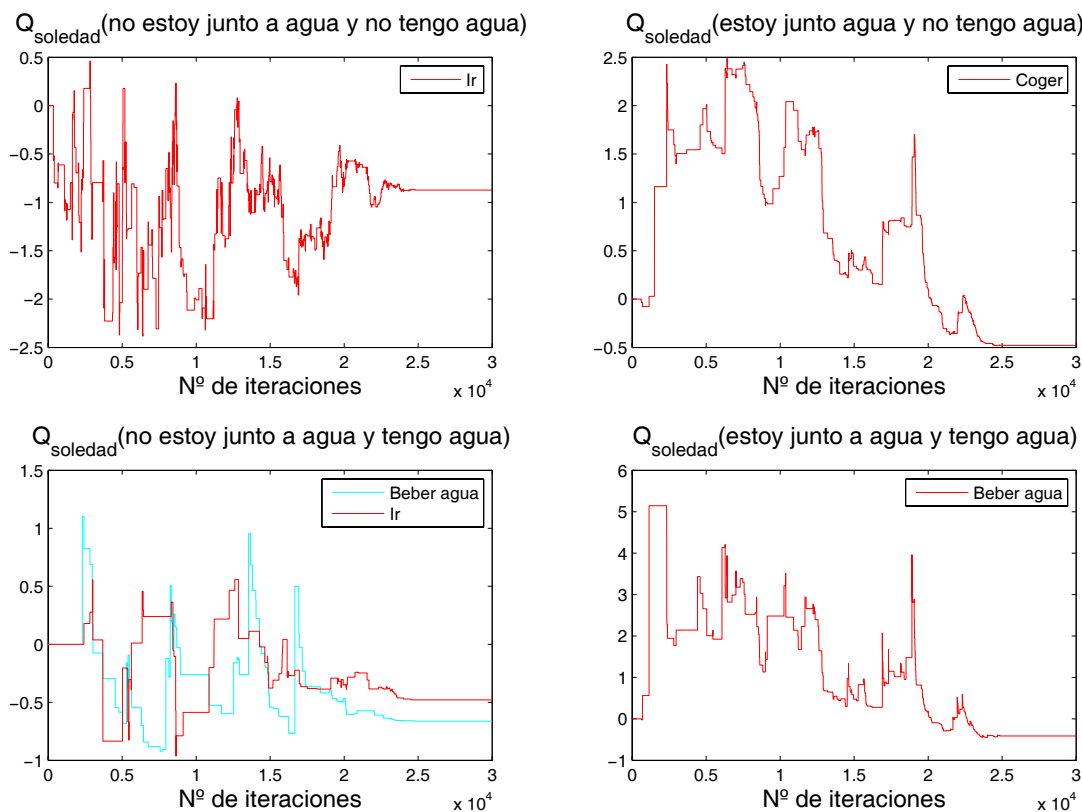 Q_soledad(no estoy junto a agua y no tengo agua)
0.5
0
−0.5
−1
−1.5
−2
−2.5
Ir
0 0.5 1 1.5 2 2.5 3
Nº de iteraciones
x 10^4
Q_soledad(estoy junto agua y no tengo agua)
2.5
2
1.5
1
0.5
0
−0.5
Coger
0 0.5 1 1.5 2 2.5 3
Nº de iteraciones
x 10^4
Q_soledad(no estoy junto a agua y tengo agua)
1.5
1
0.5
0
−0.5
−1
Beber agua
Ir
0 0.5 1 1.5 2 2.5 3
Nº de iteraciones
x 10^4
Q_soledad(estoy junto a agua y tengo agua)
6
5
4
3
2
1
0
−1
Beber agua
0 0.5 1 1.5 2 2.5 3
Nº de iteraciones
x 10^4